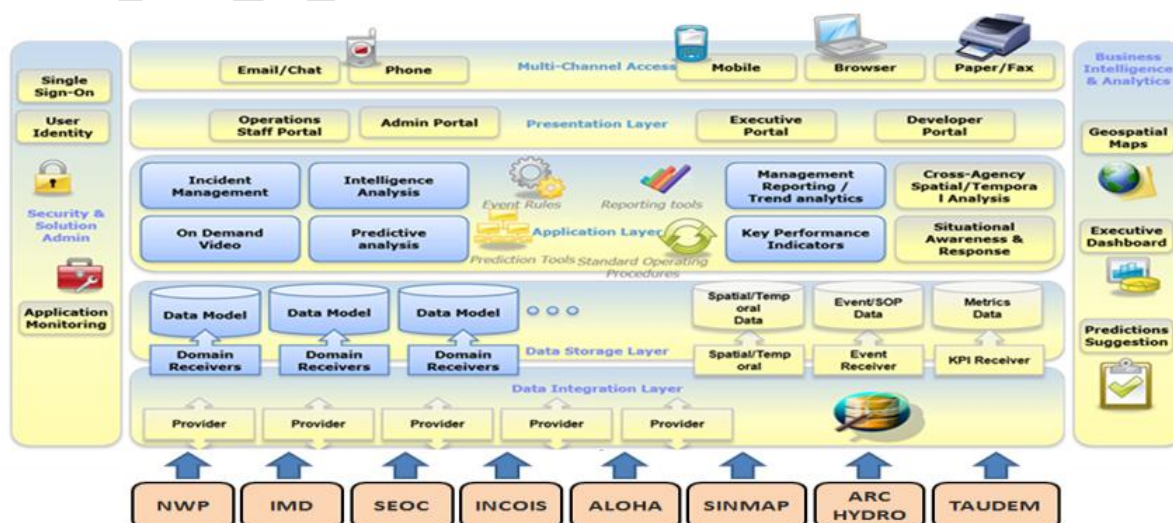 Single
Sign-On
User
Identity
Security &
Solution
Admin
Application
Monitoring
Email/Chat
Phone
Multi-Channel Access
Mobile
Browser
Paper/Fax
Operations
Staff Portal
Admin Portal
Presentation Layer
Executive
Portal
Developer
Portal
Incident
Management
Intelligence
Analysis
Event Rules
Reporting tools
Management
Reporting /
Trend analytics
Cross-Agency
Spatial/Tempora
l Analysis
On Demand
Video
Predictive
analysis
Application Layer
Prediction Tools
Standard Operating
Procedures
Key Performance
Indicators
Situational
Awareness &
Response
Data Model
Data Model
Data Model
Spatial/Temp
oral
Data
Event/SOP
Data
Metrics
Data
Domain
Receivers
Domain
Receivers
Domain
Receivers
Data Storage Layer
Spatial/Temp
oral
Event
Receiver
KPI Receiver
Data Integration Layer
Provider
Provider
Provider
Provider
Provider
Business
Intelligence
& Analytics
Geospatial
Maps
Executive
Dashboard
Predictions
Suggestion
NWP
IMD
SEOC
INCOIS
ALOHA
SINMAP
ARC
HYDRO
TAUDEM